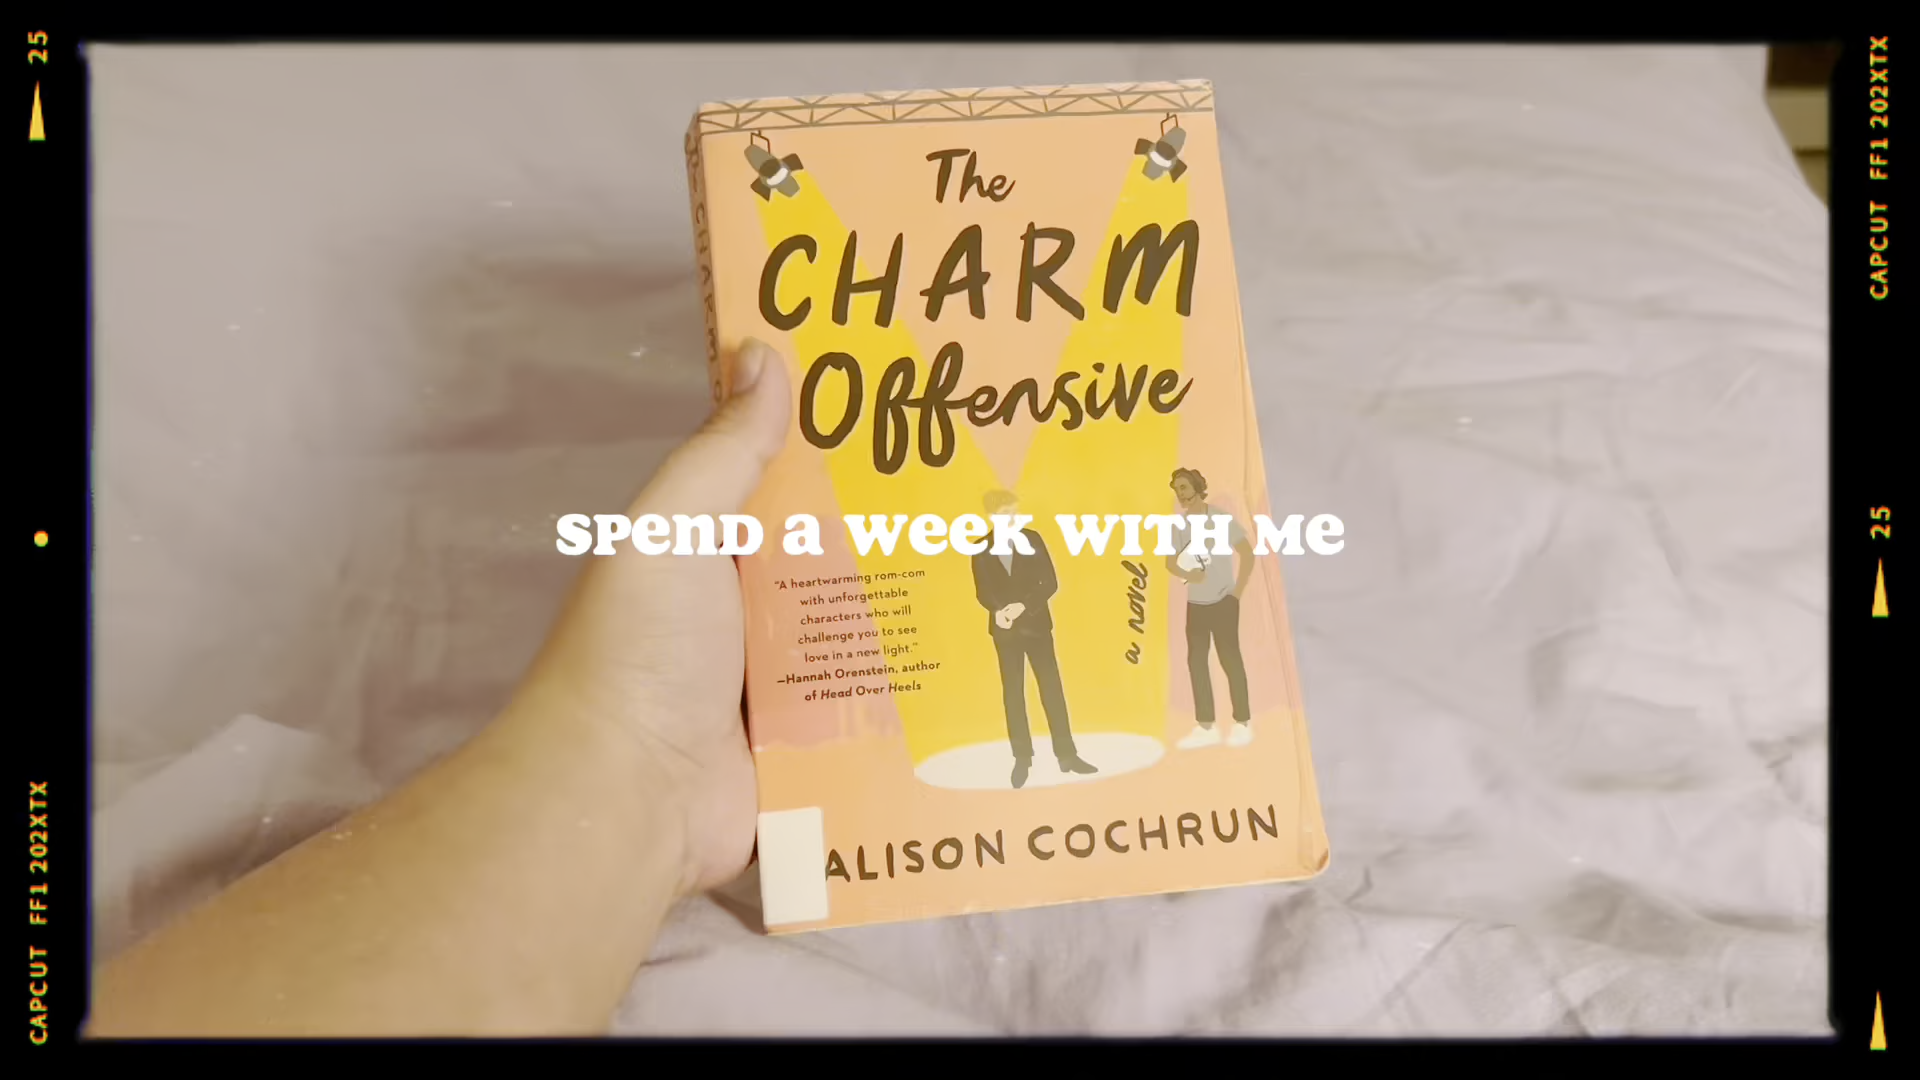 25
CAPCUT FF1 202XTX
The
CHARM
Offensive
SPEND A WEEK WITH ME
"A heartwarming rom-com
with unforgettable
characters who will
challenge you to see
love in a new light."
—Hannah Orenstein, author
of Head Over Heels
a novel
ALISON COCHRUN
CAPCUT FF1 202XTX
25